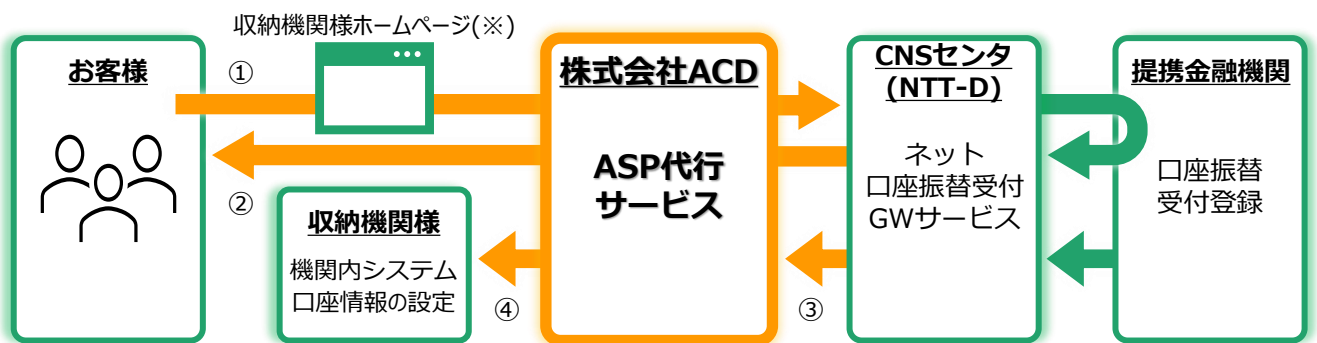 収納機関様ホームページ(※)
お客様
①
②
収納機関様
機関内システム
口座情報の設定
④
株式会社ACD
ASP代行
サービス
③
CNSセンタ
(NTT-D)
ネット
口座振替受付
GWサービス
提携金融機関
口座振替
受付登録